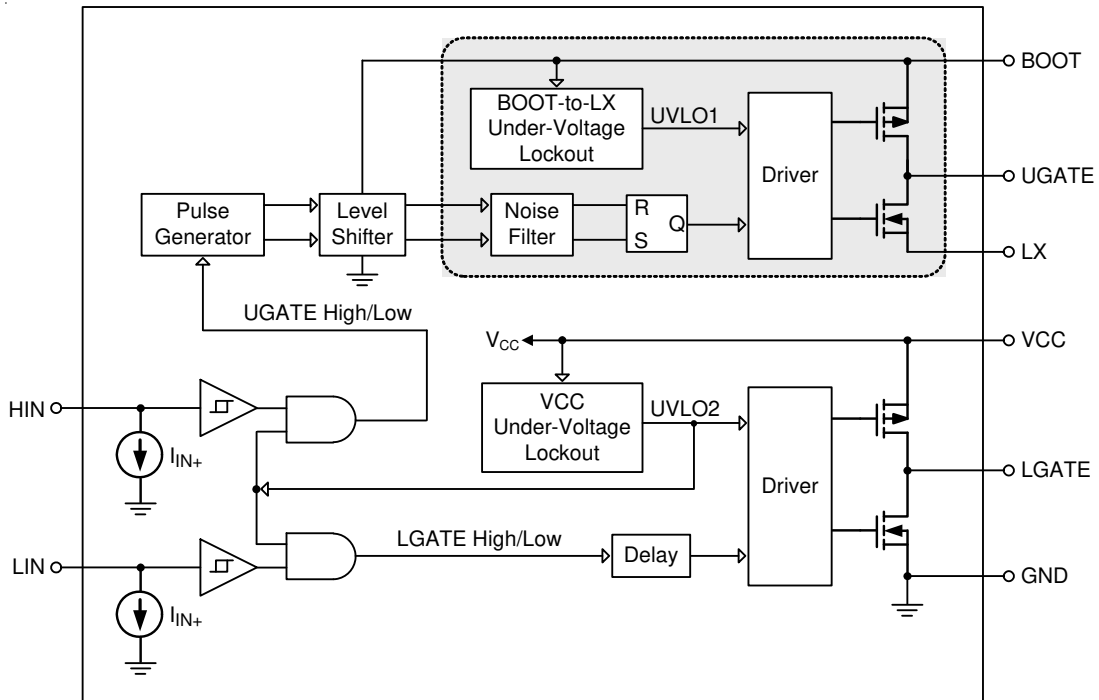 BOOT
BOOT-to-LX
Under-Voltage
Lockout
UVLO1
Driver
UGATE
Pulse
Generator
Level
Shifter
Noise
Filter
R
S
Q
LX
UGATE High/Low
VCC
VCC
HIN
IIN+
VCC
Under-Voltage
Lockout
UVLO2
Driver
LGATE
LIN
IIN+
LGATE High/Low
Delay
GND